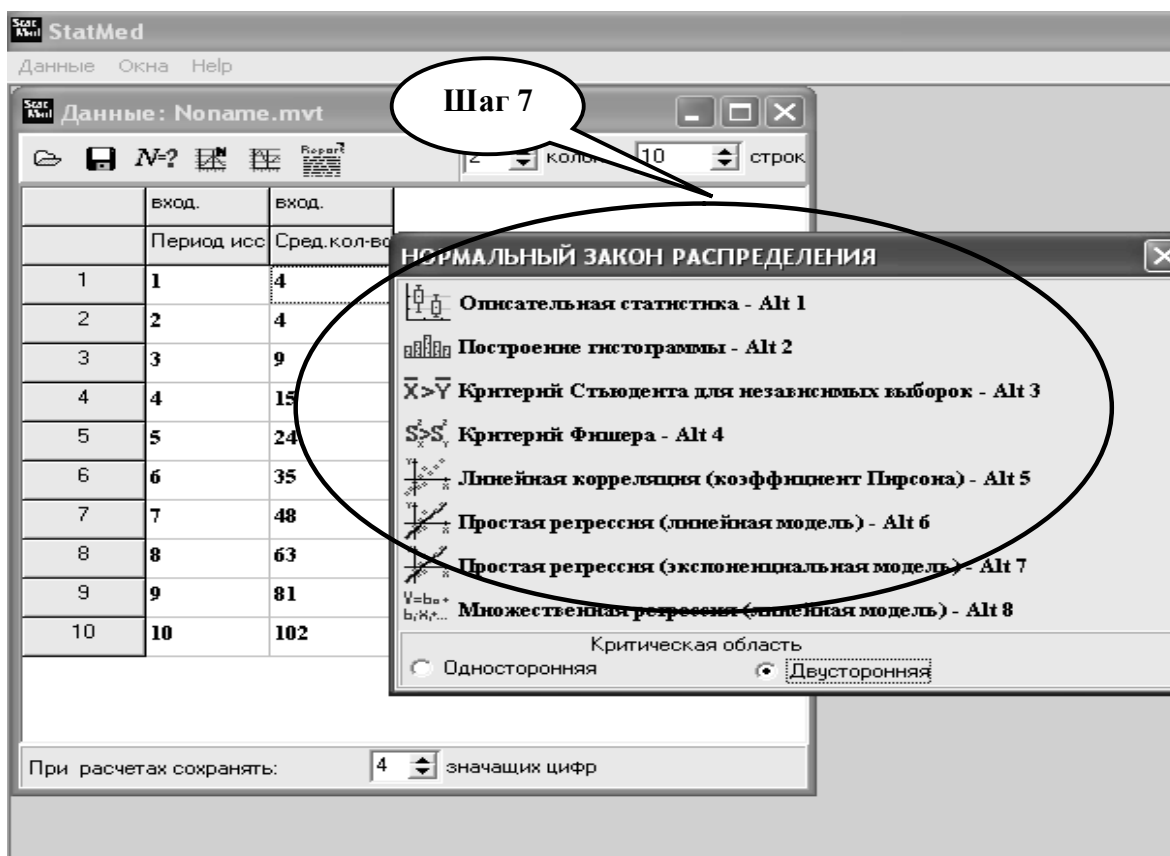 StatMed
Данные Окна Help
Шаг 7
Данные: Noname.mvt
N=? Report 2 10 строк
вход. вход.
Период исс Сред.кол-во
1 1 4
2 2 4
3 3 9
4 4 15
5 5 24
6 6 35
7 7 48
8 8 63
9 9 81
10 10 102
НОРМАЛЬНЫЙ ЗАКОН РАСПРЕДЕЛЕНИЯ
Описательная статистика - Alt 1
Построение гистограммы - Alt 2
X̅>Y̅ Критерий Стьюдента для независимых выборок - Alt 3
Критерий Фишера - Alt 4
Линейная корреляция (коэффициент Пирсона) - Alt 5
Простая регрессия (линейная модель) - Alt 6
Простая регрессия (экспоненциальная модель) - Alt 7
Множественная регрессия (линейная модель) - Alt 8
Критическая область
Односторонняя Двусторонняя
При расчетах сохранять: 4 значащих цифр